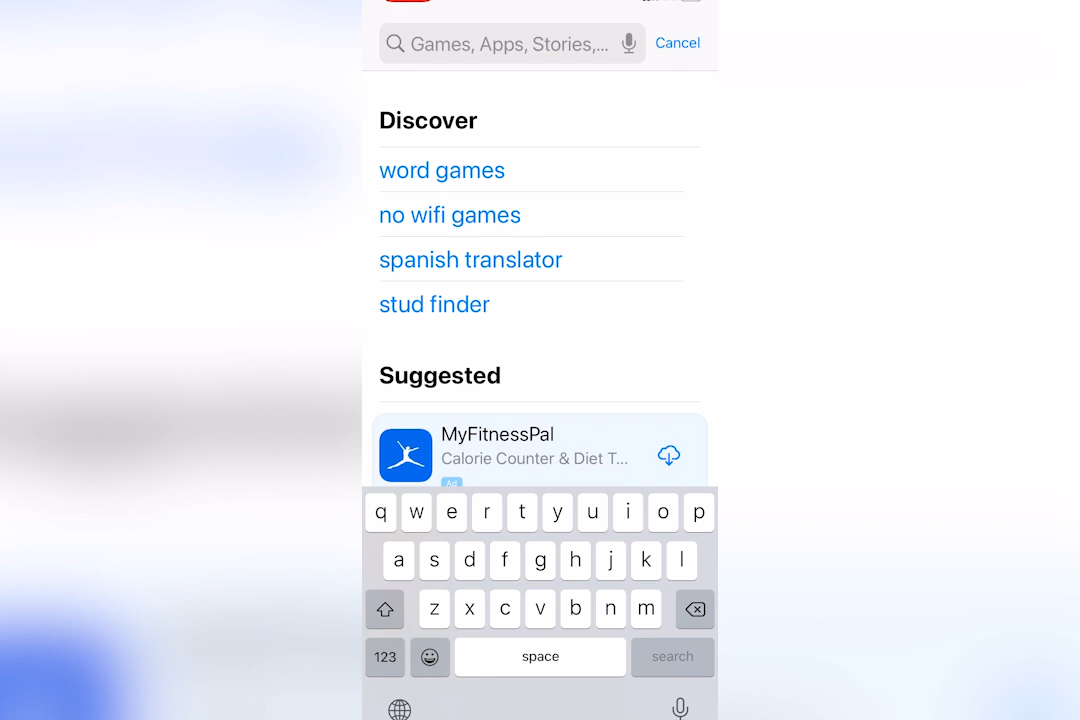 Games, Apps, Stories,...
Cancel
Discover
word games
no wifi games
spanish translator
stud finder
Suggested
MyFitnessPal
Calorie Counter & Diet T...
Ad
q w e r t y u i o p
a s d f g h j k l
z x c v b n m
123
space
search